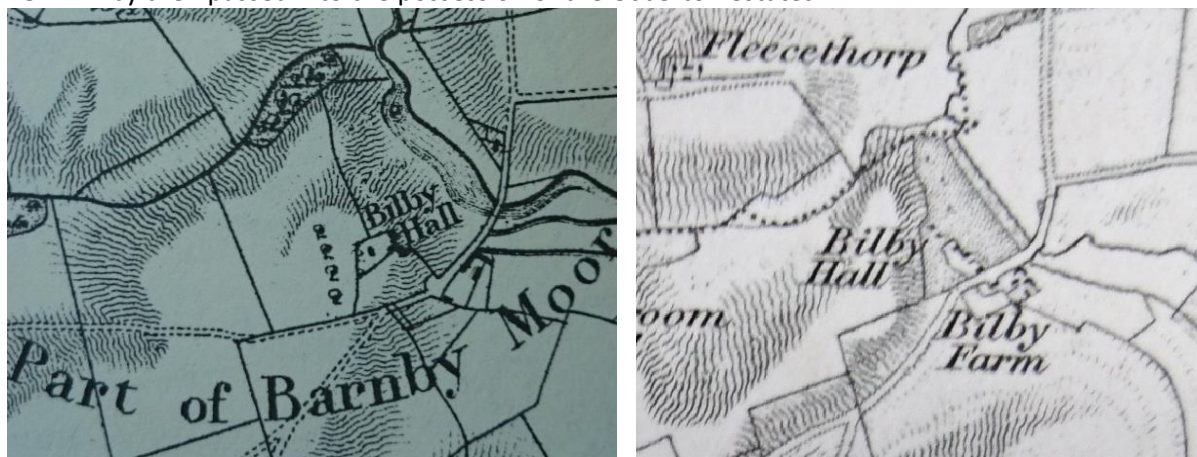 Bilby
Hall
Part of Barnby Moor
Fleecethorp
Bilby
Hall
oom
Bilby
Farm